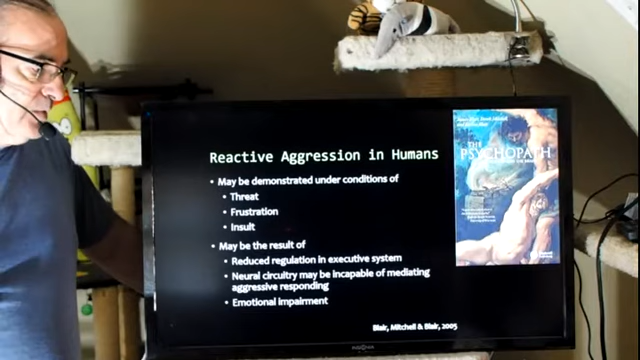 Reactive Aggression in Humans
• May be demonstrated under conditions of
• Threat
• Frustration
• Insult
• May be the result of
• Reduced regulation in executive system
• Neural circuitry may be incapable of mediating
aggressive responding
• Emotional impairment
Blair, Mitchell & Blair, 2005
THE
PSYCHOPATH
INSIGNIA